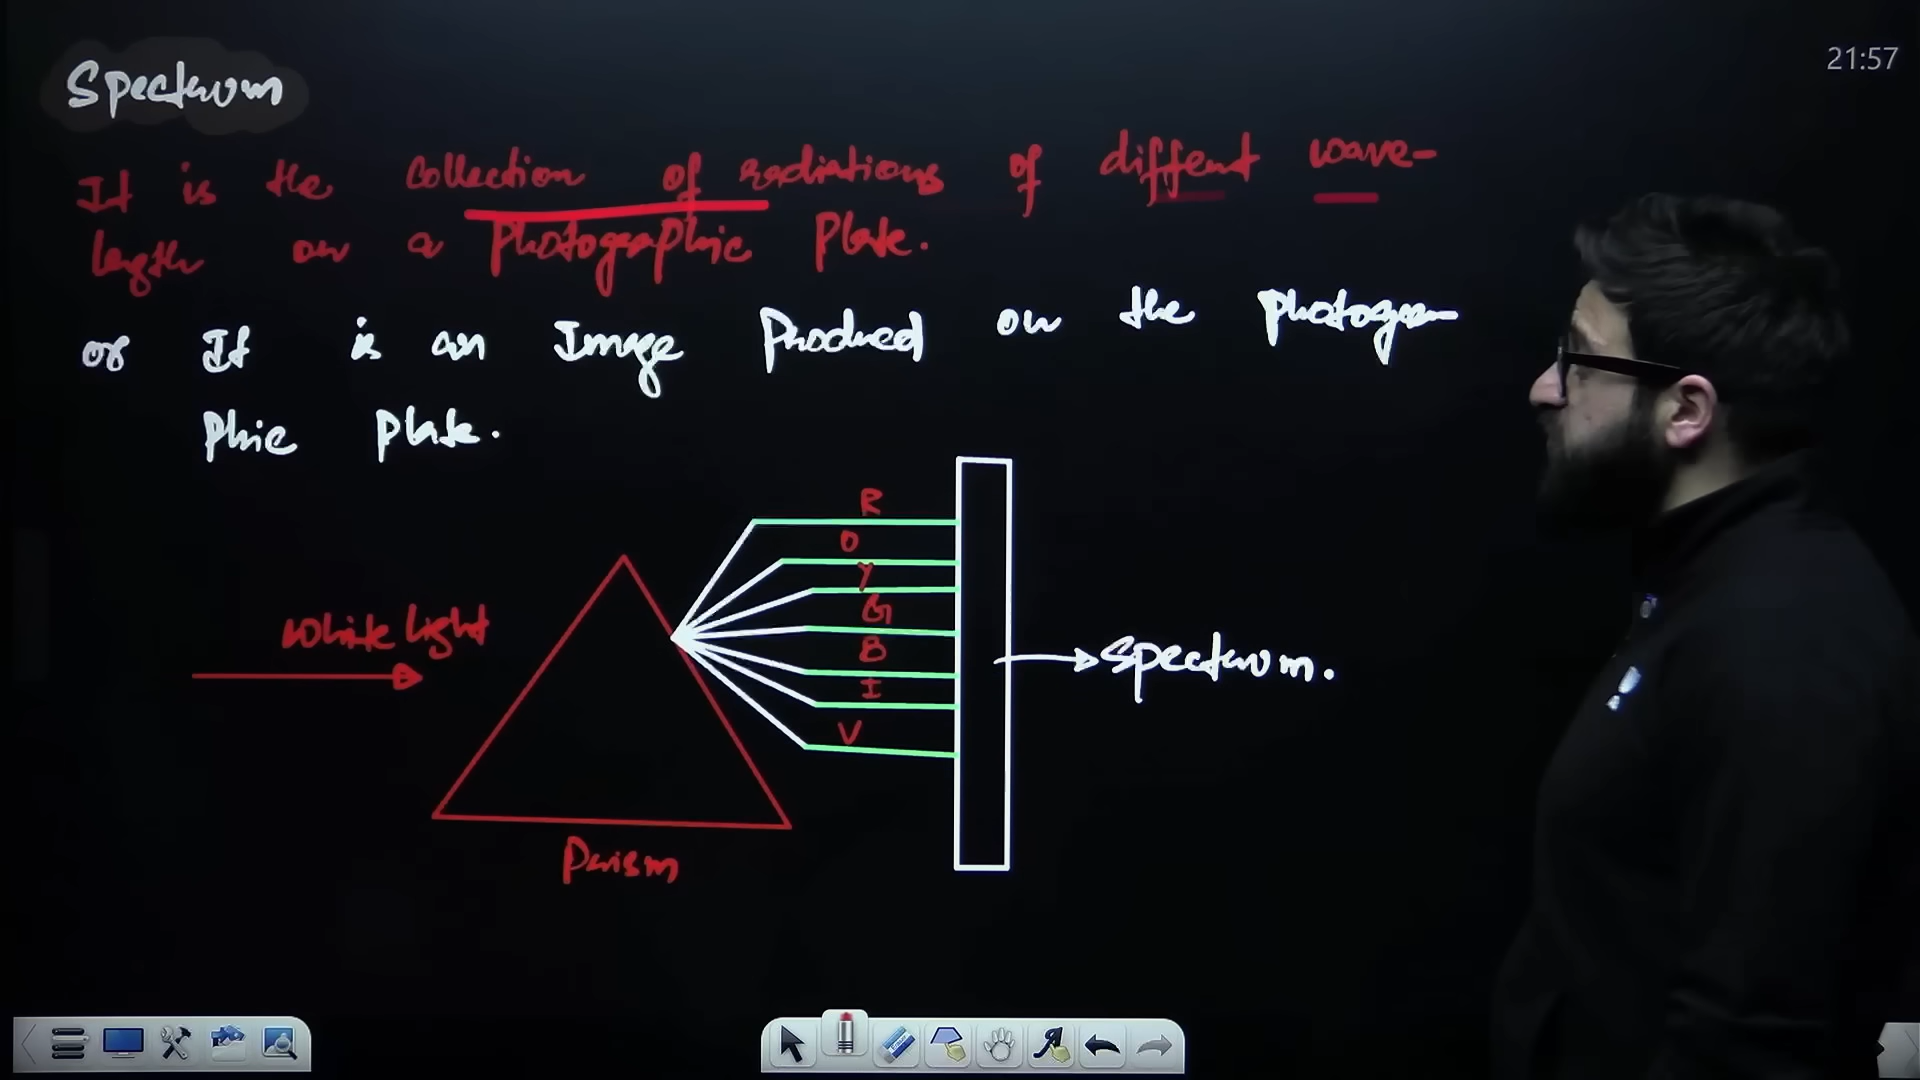 Spectrum
21:57
It is the collection of radiations of diffent wave-
length on a Photographic Plate.
or It is an Image Produced on the photogra-
Phic Plate.
R
O
Y
G
B
I
V
White light
Spectrum.
Prism